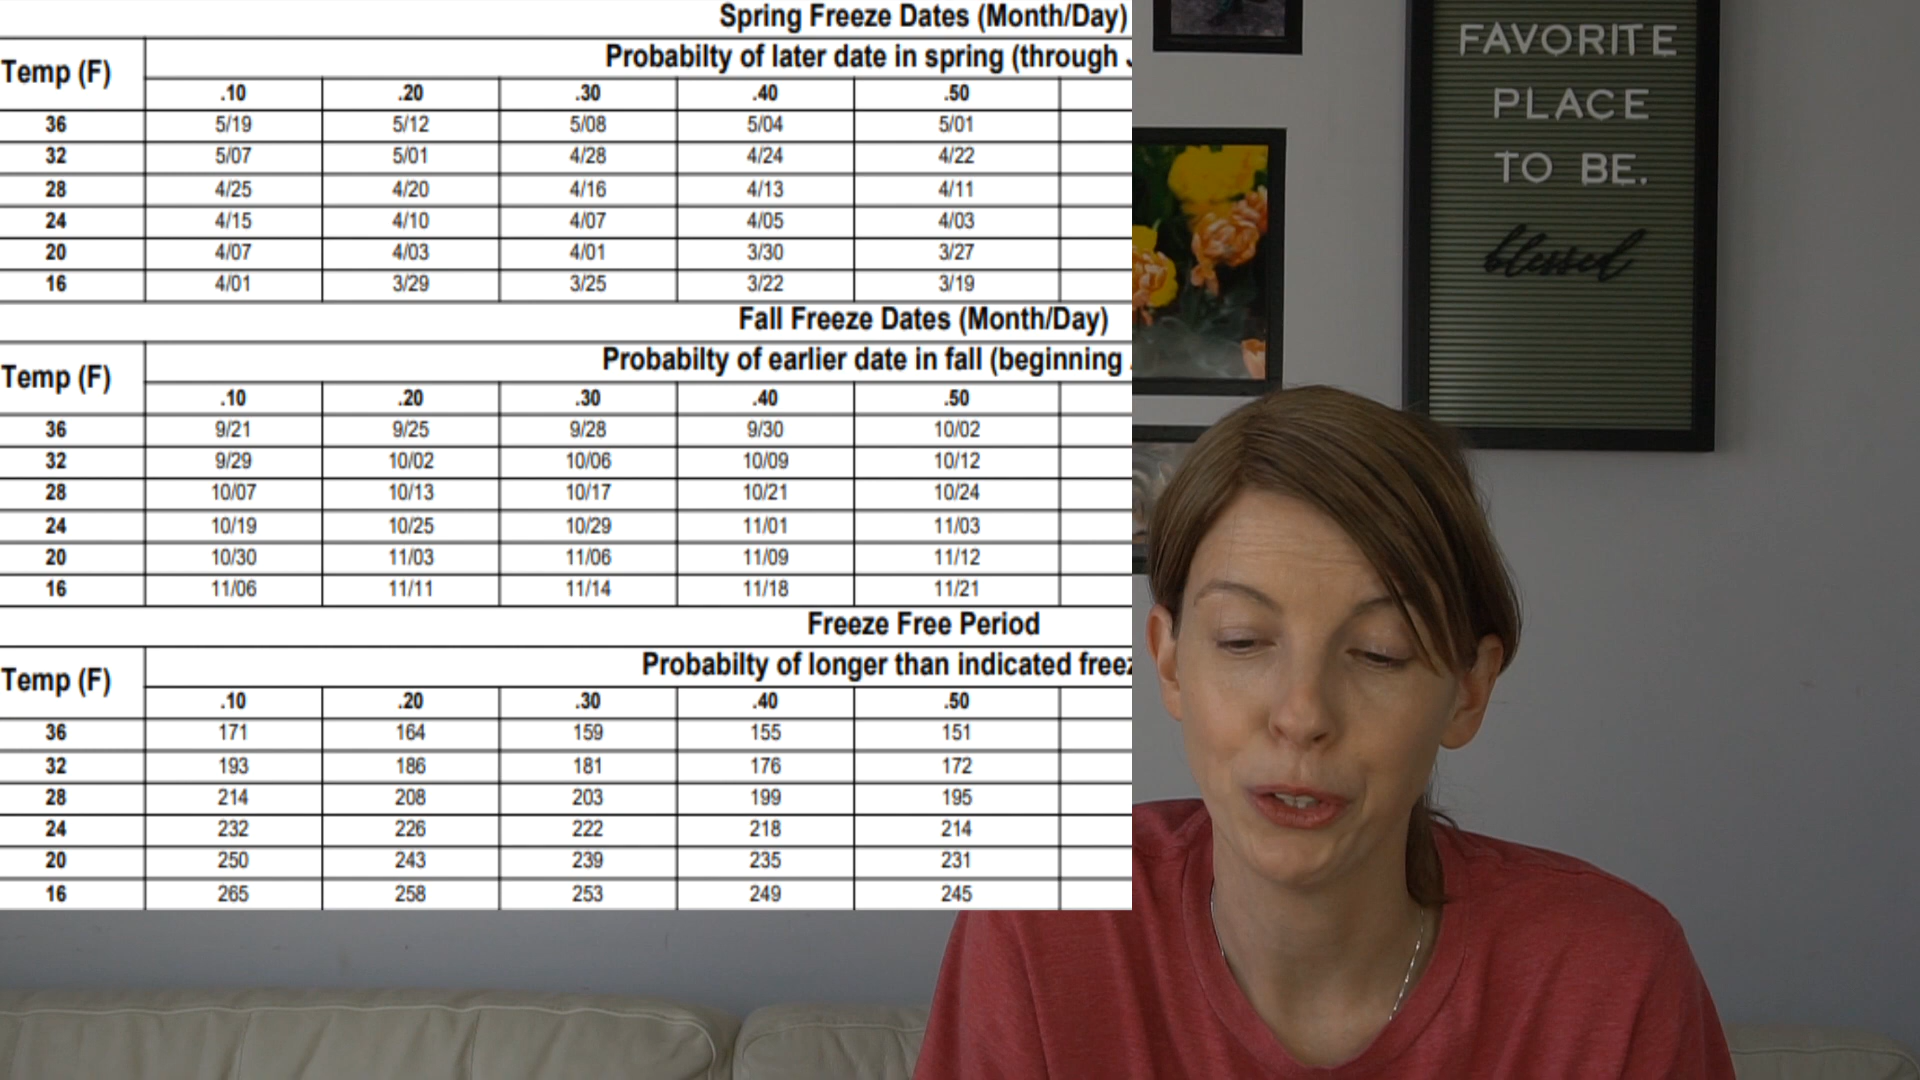 Spring Freeze Dates (Month/Day)
Temp (F)
Probabilty of later date in spring (through
.10 .20 .30 .40 .50
36 5/19 5/12 5/08 5/04 5/01
32 5/07 5/01 4/28 4/24 4/22
28 4/25 4/20 4/16 4/13 4/11
24 4/15 4/10 4/07 4/05 4/03
20 4/07 4/03 4/01 3/30 3/27
16 4/01 3/29 3/25 3/22 3/19
Fall Freeze Dates (Month/Day)
Temp (F)
Probabilty of earlier date in fall (beginning
.10 .20 .30 .40 .50
36 9/21 9/25 9/28 9/30 10/02
32 9/29 10/02 10/06 10/09 10/12
28 10/07 10/13 10/17 10/21 10/24
24 10/19 10/25 10/29 11/01 11/03
20 10/30 11/03 11/06 11/09 11/12
16 11/06 11/11 11/14 11/18 11/21
Freeze Free Period
Temp (F)
Probabilty of longer than indicated freez
.10 .20 .30 .40 .50
36 171 164 159 155 151
32 193 186 181 176 172
28 214 208 203 199 195
24 232 226 222 218 214
20 250 243 239 235 231
16 265 258 253 249 245
FAVORITE
PLACE
TO BE.
blessed